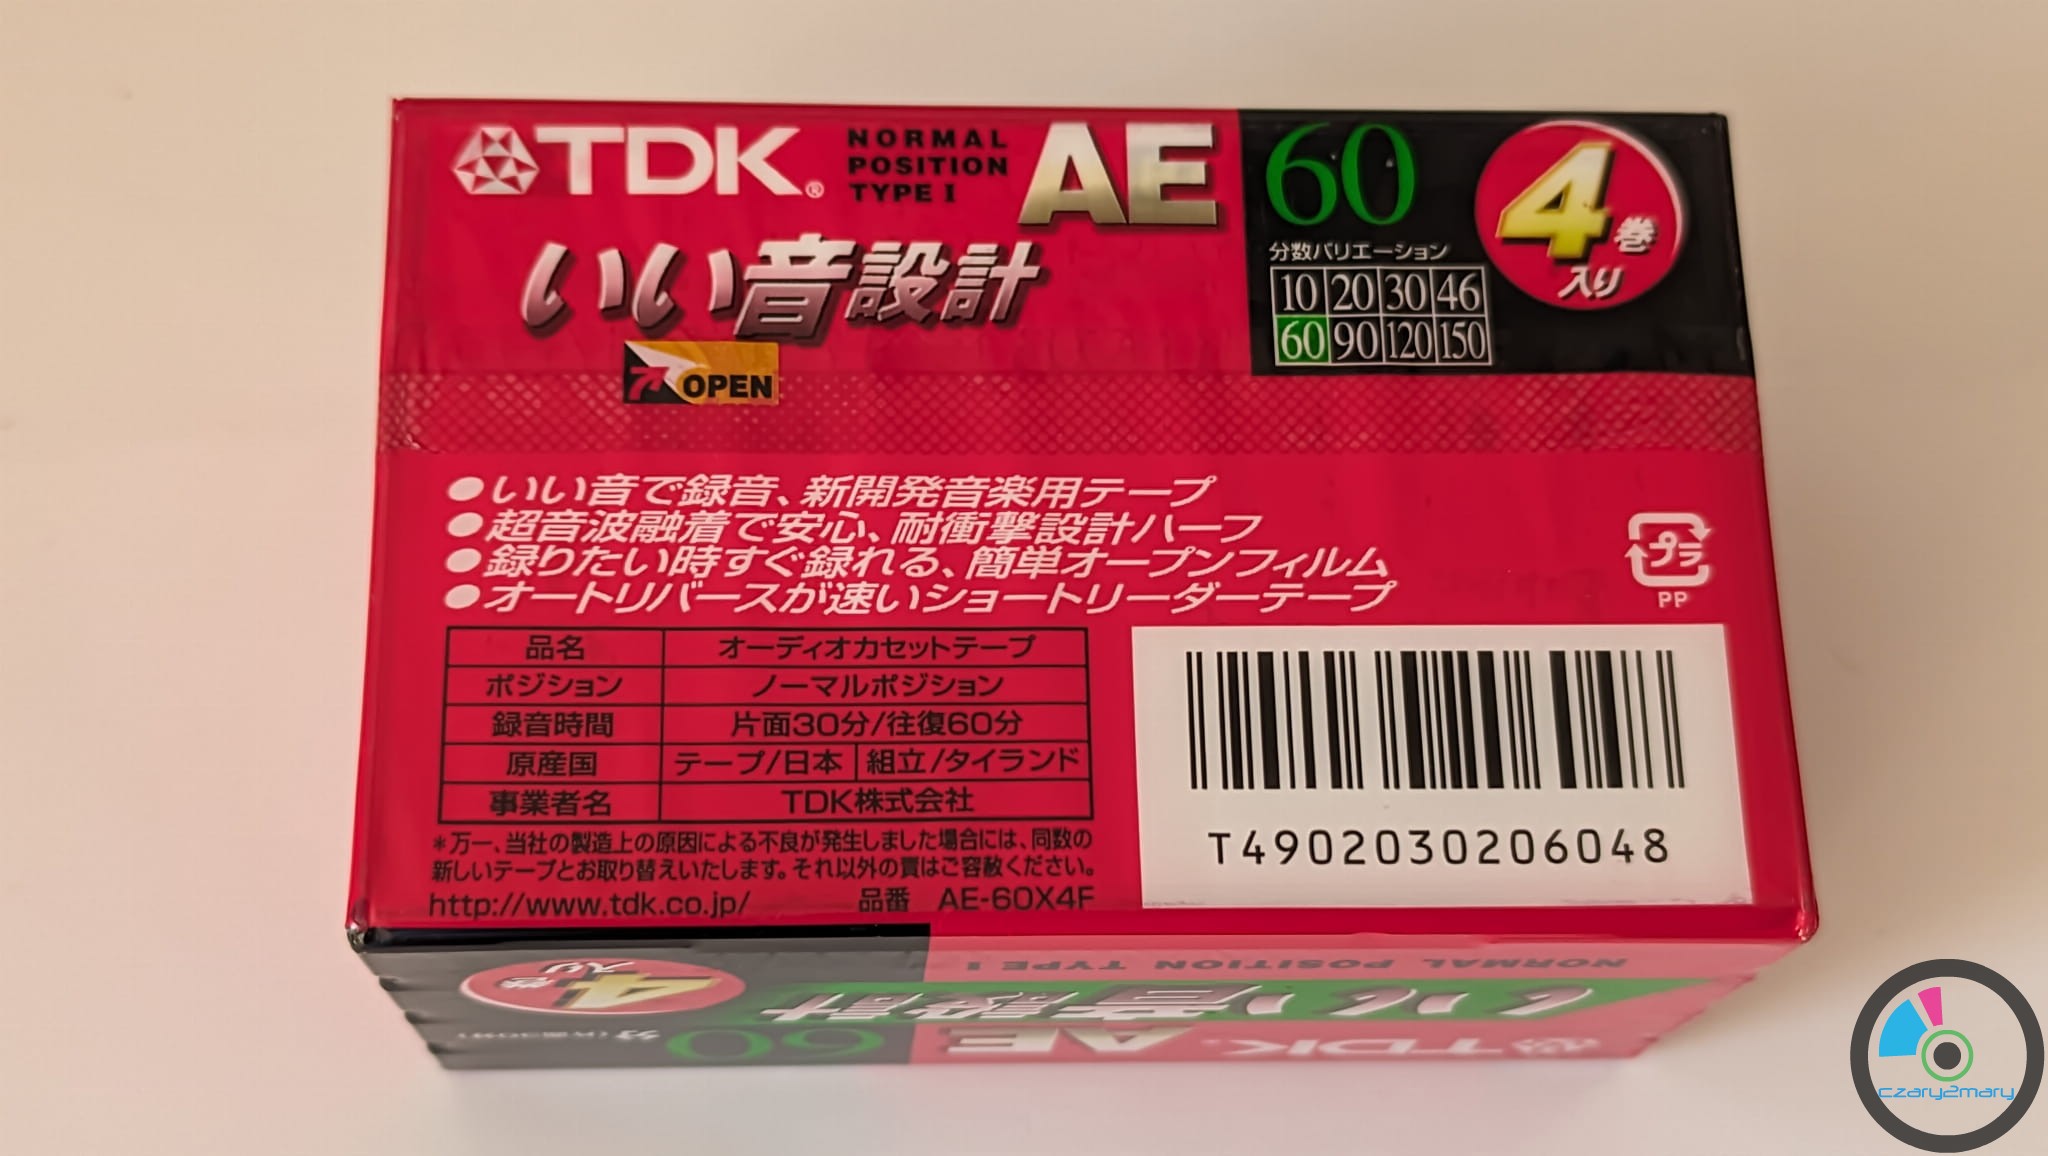 TDK®
NORMAL
POSITION
TYPE I
AE
60
4巻
入り
いい音設計
分数バリエーション
10 20 30 46
60 90 120 150
OPEN
●いい音で録音、新開発音楽用テープ
●超音波融着で安心、耐衝撃設計ハーフ
●録りたい時すぐ録れる、簡単オープンフィルム
●オートリバースが速いショートリーダーテープ
プラ
PP
品名 オーディオカセットテープ
ポジション ノーマルポジション
録音時間 片面30分/往復60分
原産国 テープ/日本 組立/タイランド
事業者名 TDK株式会社
＊万一、当社の製造上の原因による不良が発生しました場合には、同数の
新しいテープとお取り替えいたします。それ以外の責はご容赦ください。
http://www.tdk.co.jp/ 品番 AE-60X4F
T4902030206048
NORMAL POSITION TYPE I
4巻
入り
いい音設計
TDK
AE
60
czary2mary